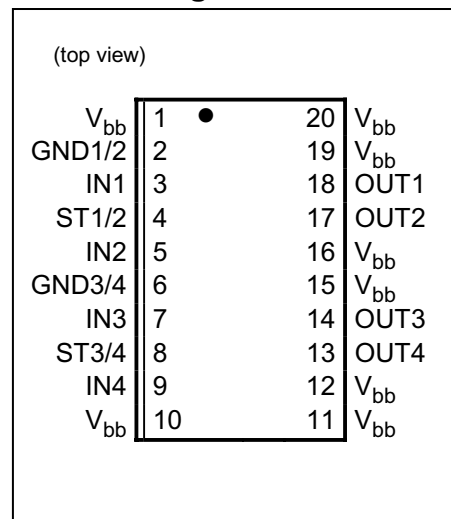 (top view)
Vbb 1 20 Vbb
GND1/2 2 19 Vbb
IN1 3 18 OUT1
ST1/2 4 17 OUT2
IN2 5 16 Vbb
GND3/4 6 15 Vbb
IN3 7 14 OUT3
ST3/4 8 13 OUT4
IN4 9 12 Vbb
Vbb 10 11 Vbb